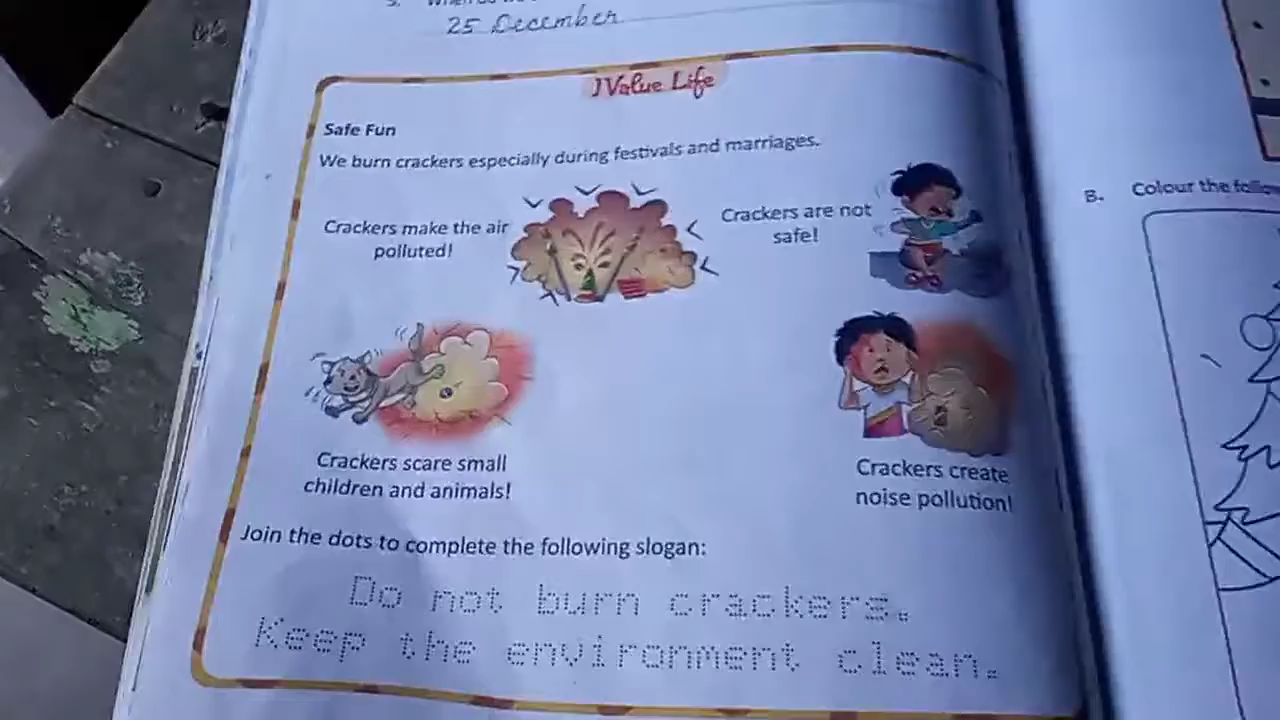 25 December
I Value Life
Safe Fun
We burn crackers especially during festivals and marriages.
Crackers make the air
polluted!
Crackers are not
safe!
Crackers scare small
children and animals!
Crackers create
noise pollution!
Join the dots to complete the following slogan:
Do not burn crackers.
Keep the environment clean.
B. Colour the